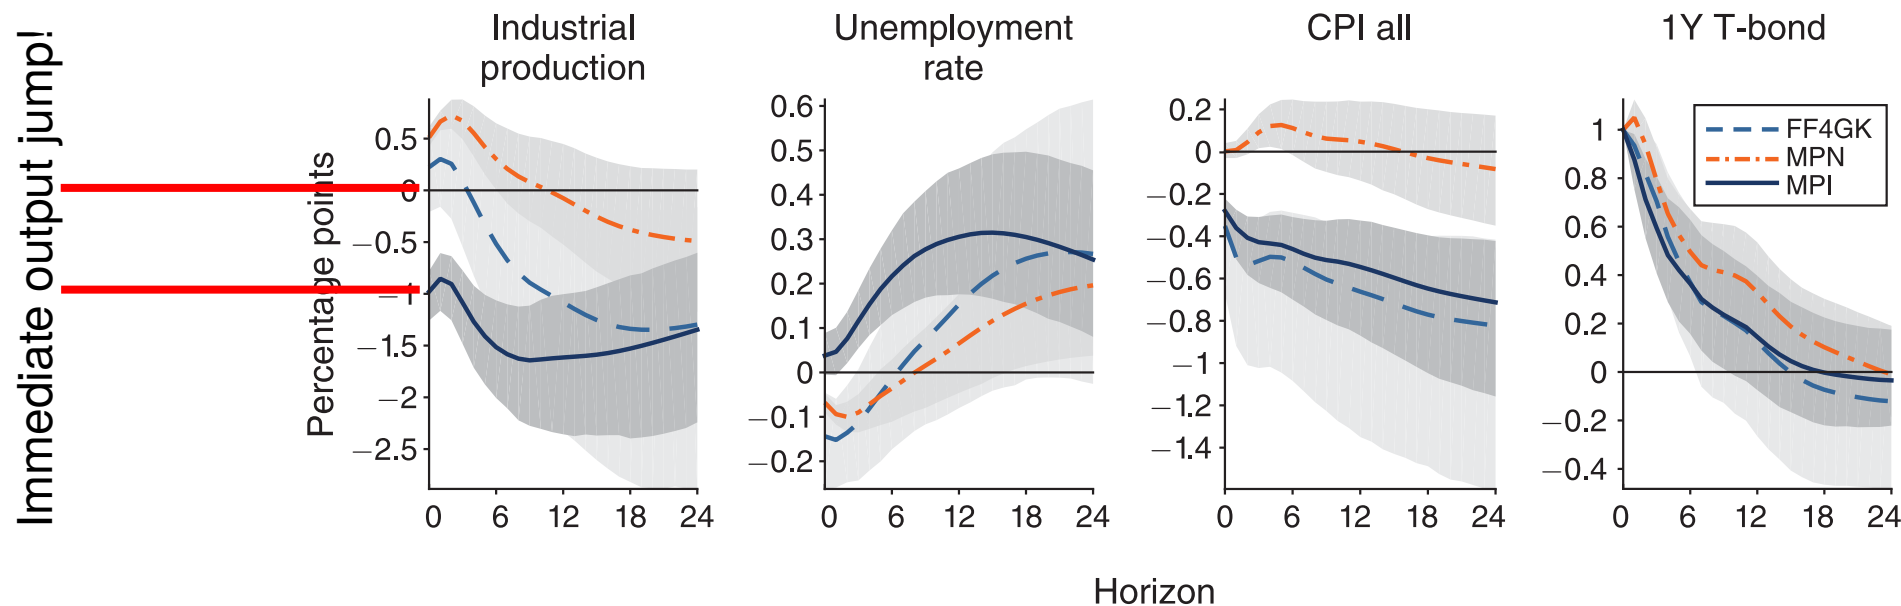 Immediate output jump!
Industrial
production
Unemployment
rate
CPI all
1Y T-bond
Percentage points
0.5
0
−0.5
−1
−1.5
−2
−2.5
0 6 12 18 24
0.6
0.5
0.4
0.3
0.2
0.1
0
−0.1
−0.2
0 6 12 18 24
0.2
0
−0.2
−0.4
−0.6
−0.8
−1
−1.2
−1.4
0 6 12 18 24
1
0.8
0.6
0.4
0.2
0
−0.2
−0.4
0 6 12 18 24
FF4GK
MPN
MPI
Horizon